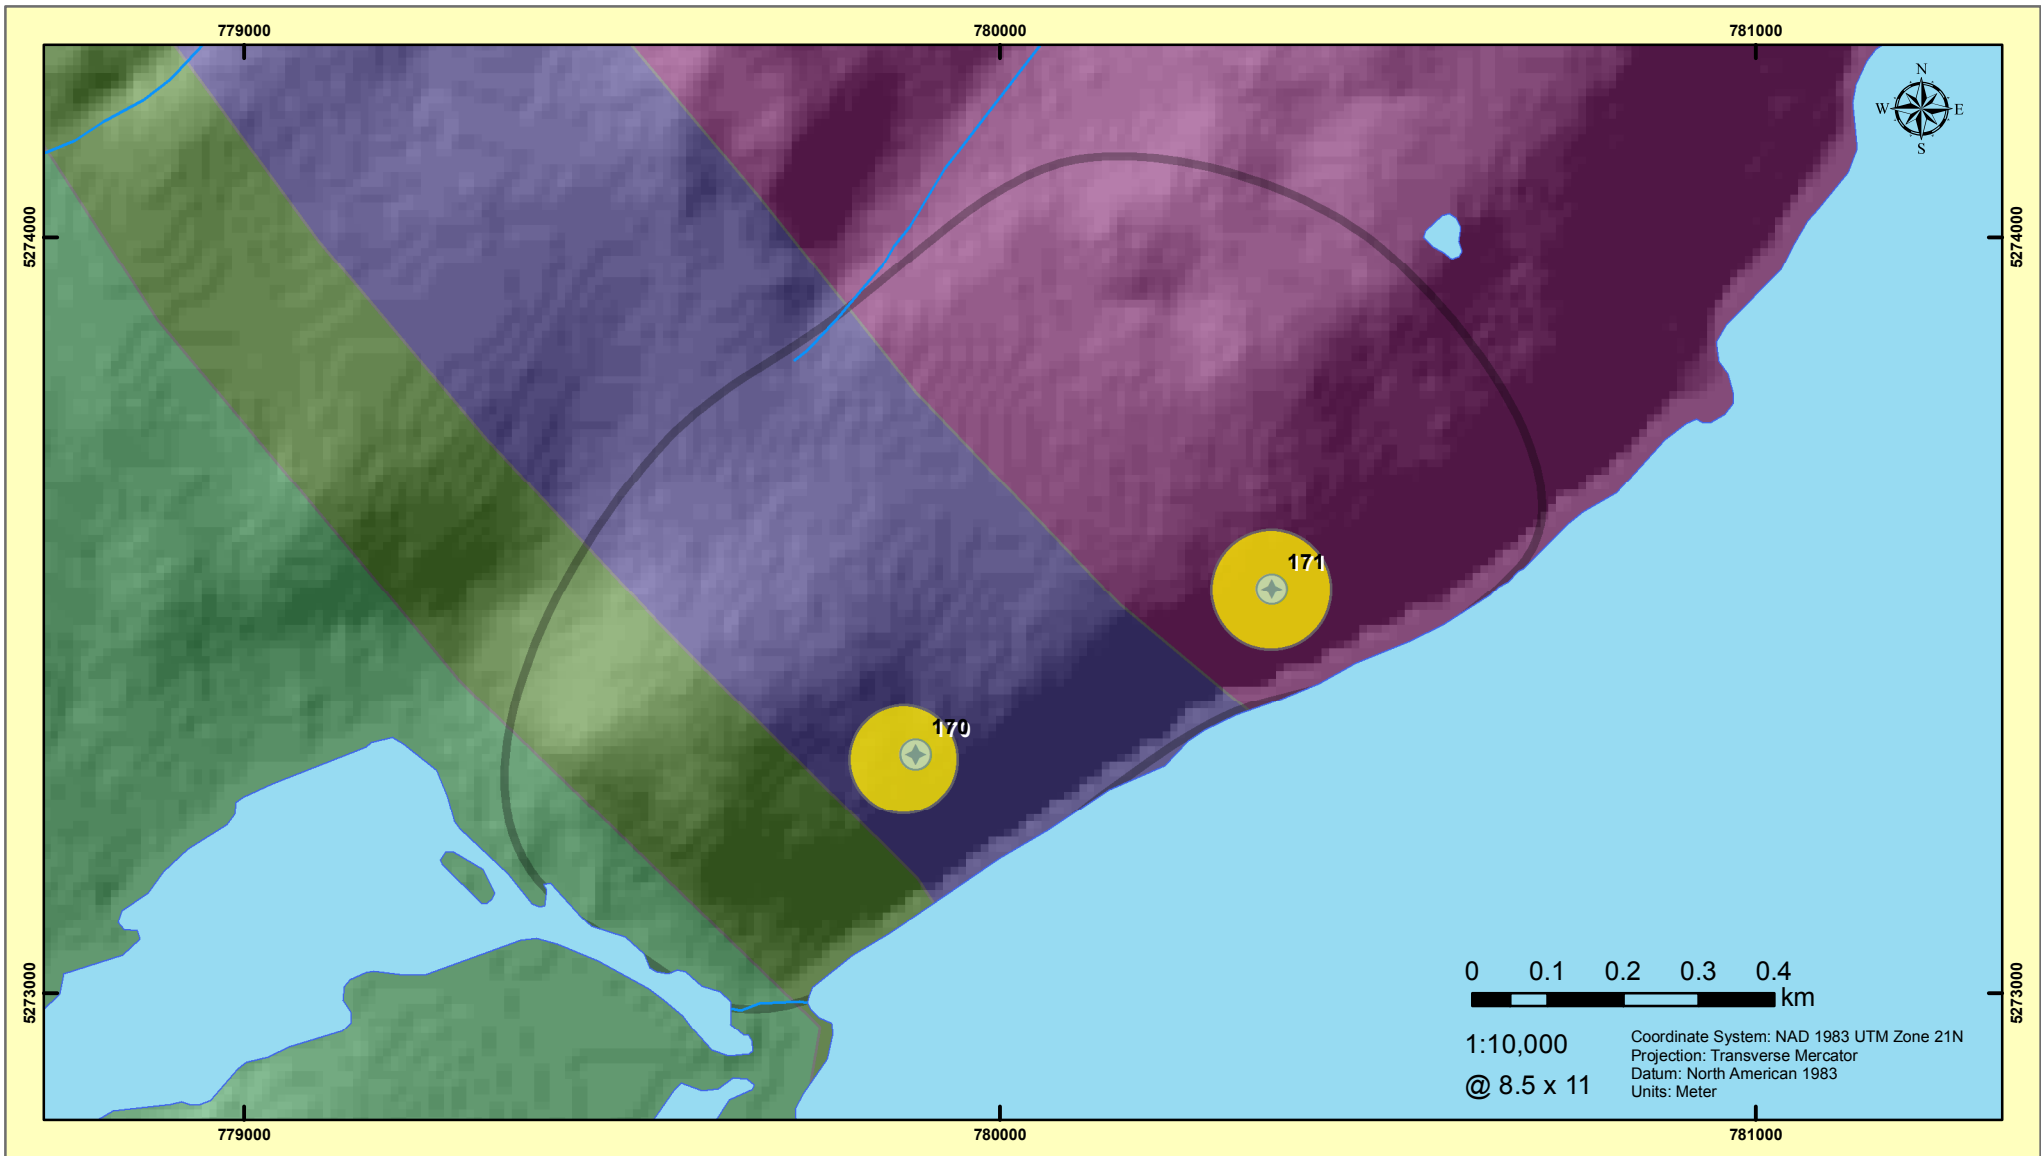 779000 780000 781000
N
W E
S
5274000 5274000
171
170
0 0.1 0.2 0.3 0.4
km
5273000 5273000
1:10,000
@ 8.5 x 11
Coordinate System: NAD 1983 UTM Zone 21N
Projection: Transverse Mercator
Datum: North American 1983
Units: Meter
779000 780000 781000